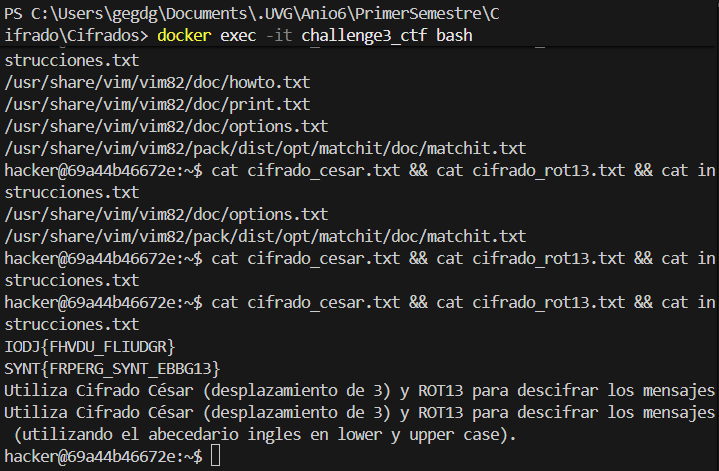 PS C:\Users\gegdg\Documents\.UVG\Anio6\PrimerSemestre\C
ifrado\Cifrados> docker exec -it challenge3_ctf bash
strucciones.txt
/usr/share/vim/vim82/doc/howto.txt
/usr/share/vim/vim82/doc/print.txt
/usr/share/vim/vim82/doc/options.txt
/usr/share/vim/vim82/pack/dist/opt/matchit/doc/matchit.txt
hacker@69a44b46672e:~$ cat cifrado_cesar.txt && cat cifrado_rot13.txt && cat in
strucciones.txt
/usr/share/vim/vim82/doc/options.txt
/usr/share/vim/vim82/pack/dist/opt/matchit/doc/matchit.txt
hacker@69a44b46672e:~$ cat cifrado_cesar.txt && cat cifrado_rot13.txt && cat in
strucciones.txt
hacker@69a44b46672e:~$ cat cifrado_cesar.txt && cat cifrado_rot13.txt && cat in
strucciones.txt
IODJ{FHVDU_FLIUDGR}
SYNT{FRPERG_SYNT_EBBG13}
Utiliza Cifrado César (desplazamiento de 3) y ROT13 para descifrar los mensajes
Utiliza Cifrado César (desplazamiento de 3) y ROT13 para descifrar los mensajes
 (utilizando el abecedario ingles en lower y upper case).
hacker@69a44b46672e:~$